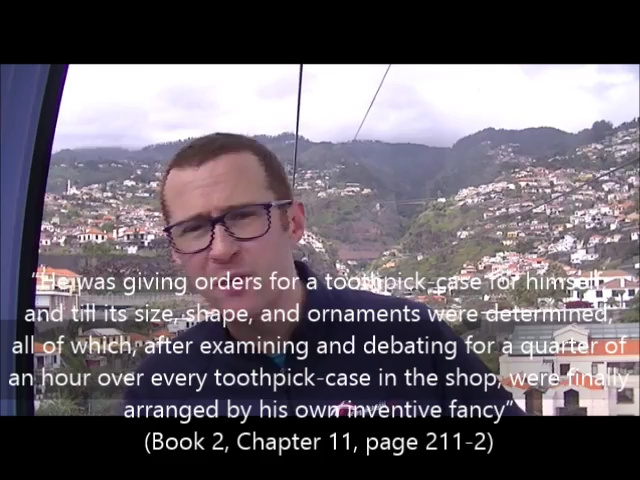 “He was giving orders for a toothpick-case for himself,
and till its size, shape, and ornaments were determined,
all of which, after examining and debating for a quarter of
an hour over every toothpick-case in the shop, were finally
arranged by his own inventive fancy”
(Book 2, Chapter 11, page 211-2)